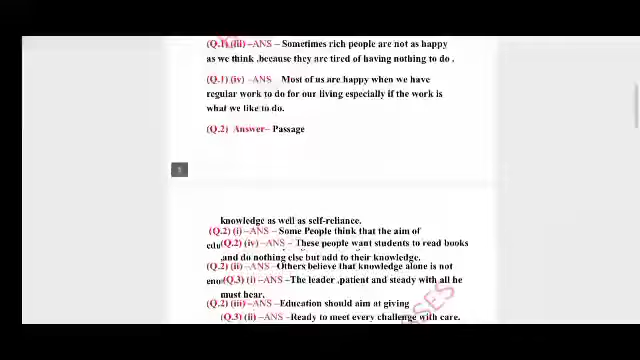 (Q.1) (iii) –ANS – Sometimes rich people are not as happy
as we think ,because they are tired of having nothing to do .
(Q.1) (iv) –ANS – Most of us are happy when we have
regular work to do for our living especially if the work is
what we like to do.
(Q.2) Answer– Passage
1
knowledge as well as self-reliance.
(Q.2) (i) –ANS – Some People think that the aim of
edu
(Q.2) (iv) –ANS – These people want students to read books
and do nothing else but add to their knowledge.
(Q.2) (ii) –ANS – Others believe that knowledge alone is not
eno
(Q.3) (i) –ANS – The leader ,patient and steady with all he
must bear.
(Q.2) (iii) –ANS – Education should aim at giving
(Q.3) (ii) –ANS – Ready to meet every challenge with care.